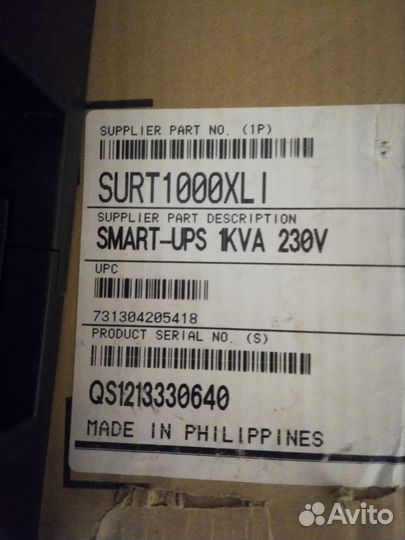 SUPPLIER PART NO. (1P)
SURT1000XLI
SUPPLIER PART DESCRIPTION
SMART-UPS 1KVA 230V
UPC
731304205418
PRODUCT SERIAL NO. (S)
QS1213330640
MADE IN PHILIPPINES
Avito